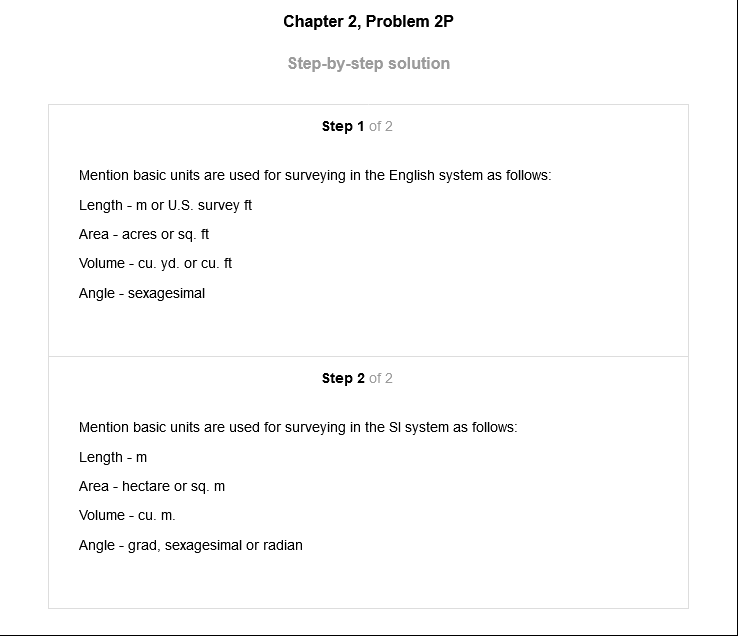 Chapter 2, Problem 2P
Step-by-step solution
Step 1 of 2
Mention basic units are used for surveying in the English system as follows:
Length - m or U.S. survey ft
Area - acres or sq. ft
Volume - cu. yd. or cu. ft
Angle - sexagesimal
Step 2 of 2
Mention basic units are used for surveying in the SI system as follows:
Length - m
Area - hectare or sq. m
Volume - cu. m.
Angle - grad, sexagesimal or radian